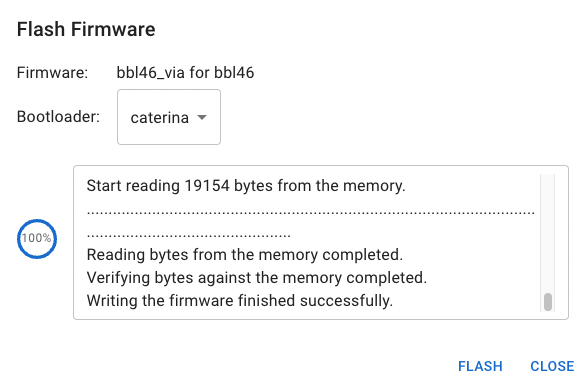 Flash Firmware
Firmware: bbl46_via for bbl46
Bootloader: caterina
Start reading 19154 bytes from the memory.
........................................................................................................
...............................................
100%
Reading bytes from the memory completed.
Verifying bytes against the memory completed.
Writing the firmware finished successfully.
FLASH CLOSE